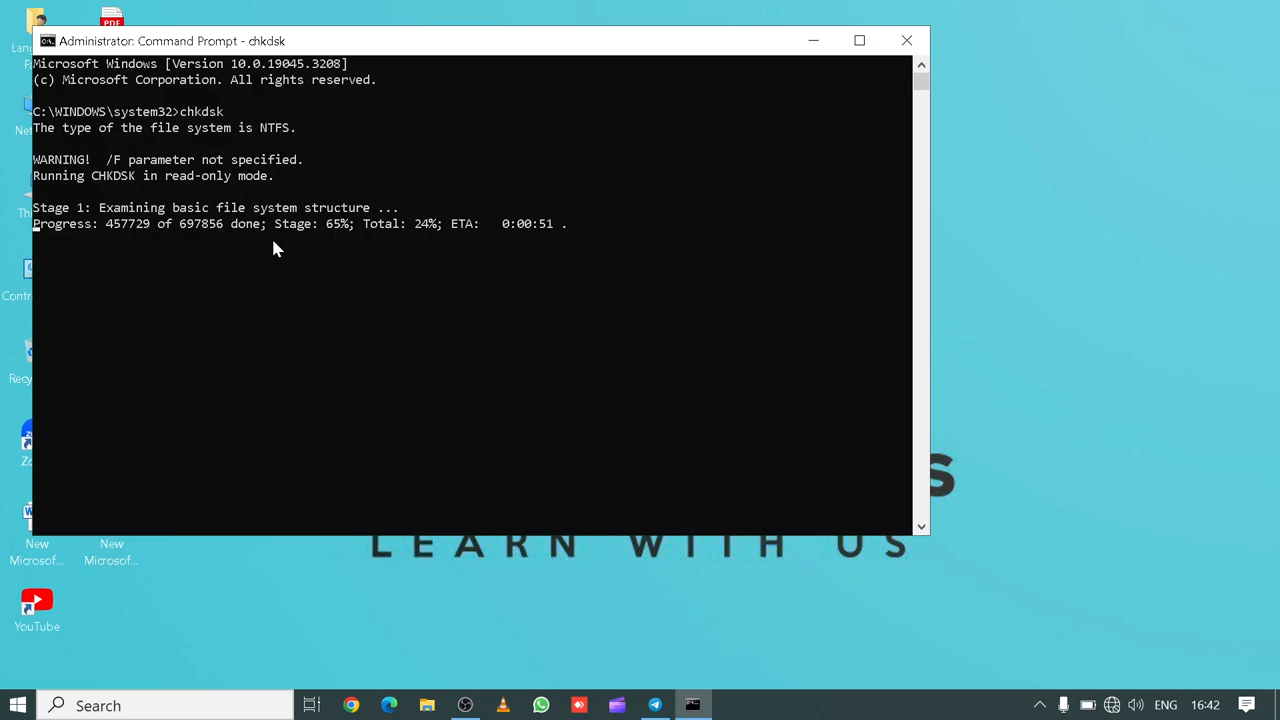 Administrator: Command Prompt - chkdsk
Microsoft Windows [Version 10.0.19045.3208]
(c) Microsoft Corporation. All rights reserved.
C:\WINDOWS\system32>chkdsk
The type of the file system is NTFS.
WARNING!  /F parameter not specified.
Running CHKDSK in read-only mode.
Stage 1: Examining basic file system structure ...
Progress: 457729 of 697856 done; Stage: 65%; Total: 24%; ETA:   0:00:51 .
PDF
New
Microsof...
New
Microsof...
YouTube
S
LEARN WITH US
Search
ENG
16:42